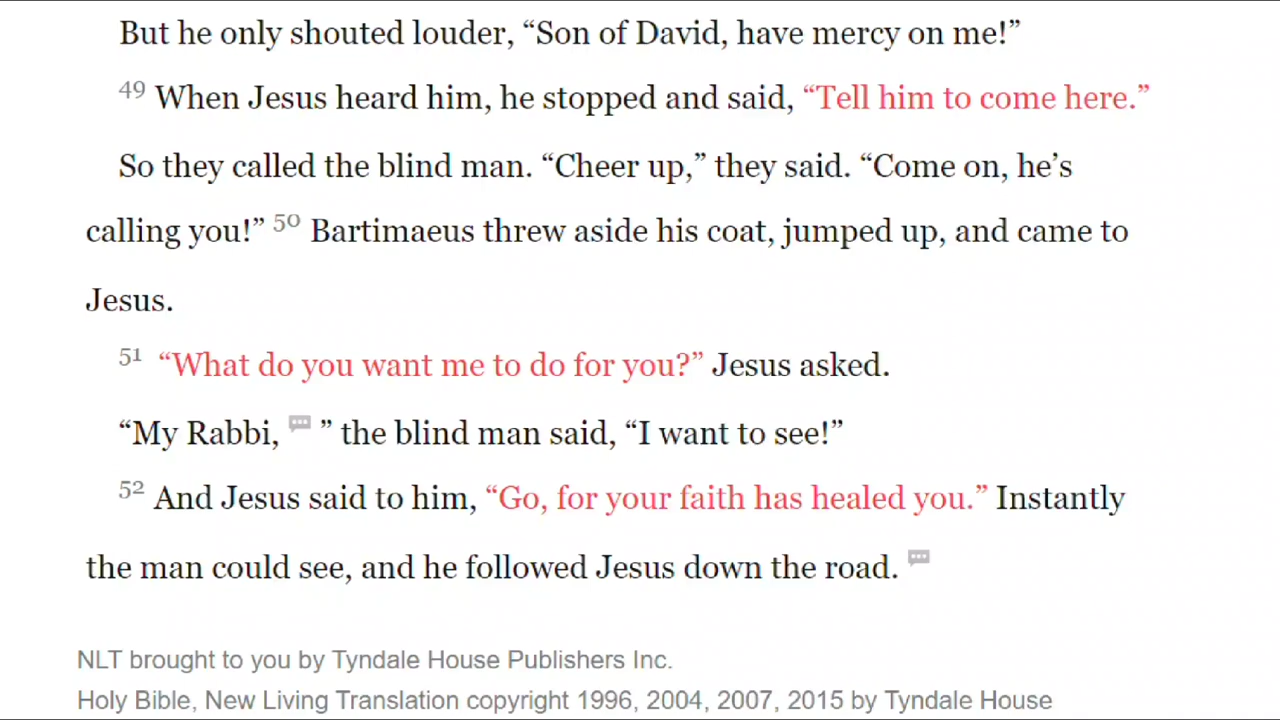 But he only shouted louder, “Son of David, have mercy on me!”
49 When Jesus heard him, he stopped and said, “Tell him to come here.”
So they called the blind man. “Cheer up,” they said. “Come on, he’s
calling you!” 50 Bartimaeus threw aside his coat, jumped up, and came to
Jesus.
51 “What do you want me to do for you?” Jesus asked.
“My Rabbi, ” the blind man said, “I want to see!”
52 And Jesus said to him, “Go, for your faith has healed you.” Instantly
the man could see, and he followed Jesus down the road.
NLT brought to you by Tyndale House Publishers Inc.
Holy Bible, New Living Translation copyright 1996, 2004, 2007, 2015 by Tyndale House